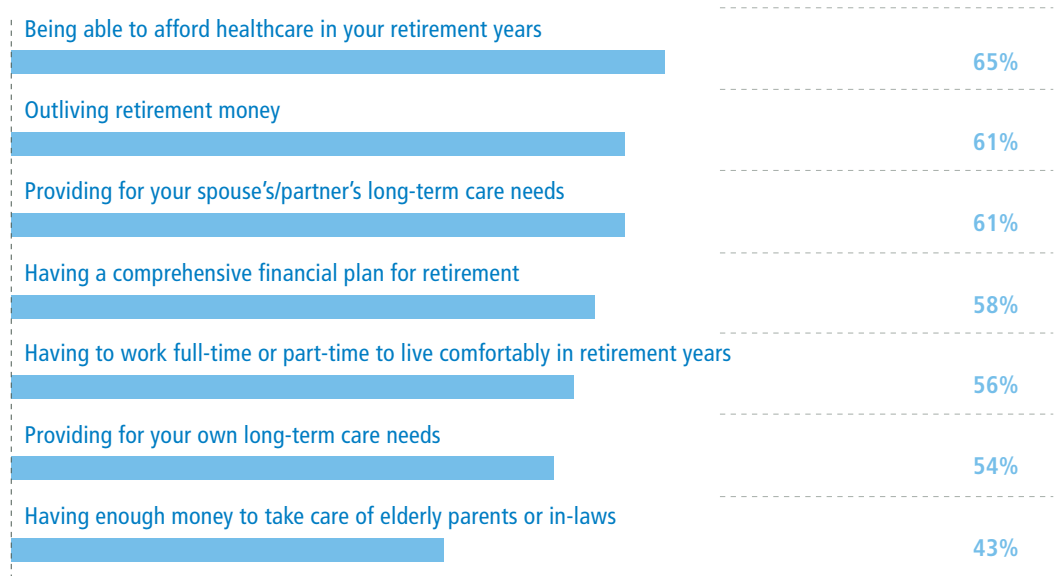 Being able to afford healthcare in your retirement years
65%
Outliving retirement money
61%
Providing for your spouse’s/partner’s long-term care needs
61%
Having a comprehensive financial plan for retirement
58%
Having to work full-time or part-time to live comfortably in retirement years
56%
Providing for your own long-term care needs
54%
Having enough money to take care of elderly parents or in-laws
43%